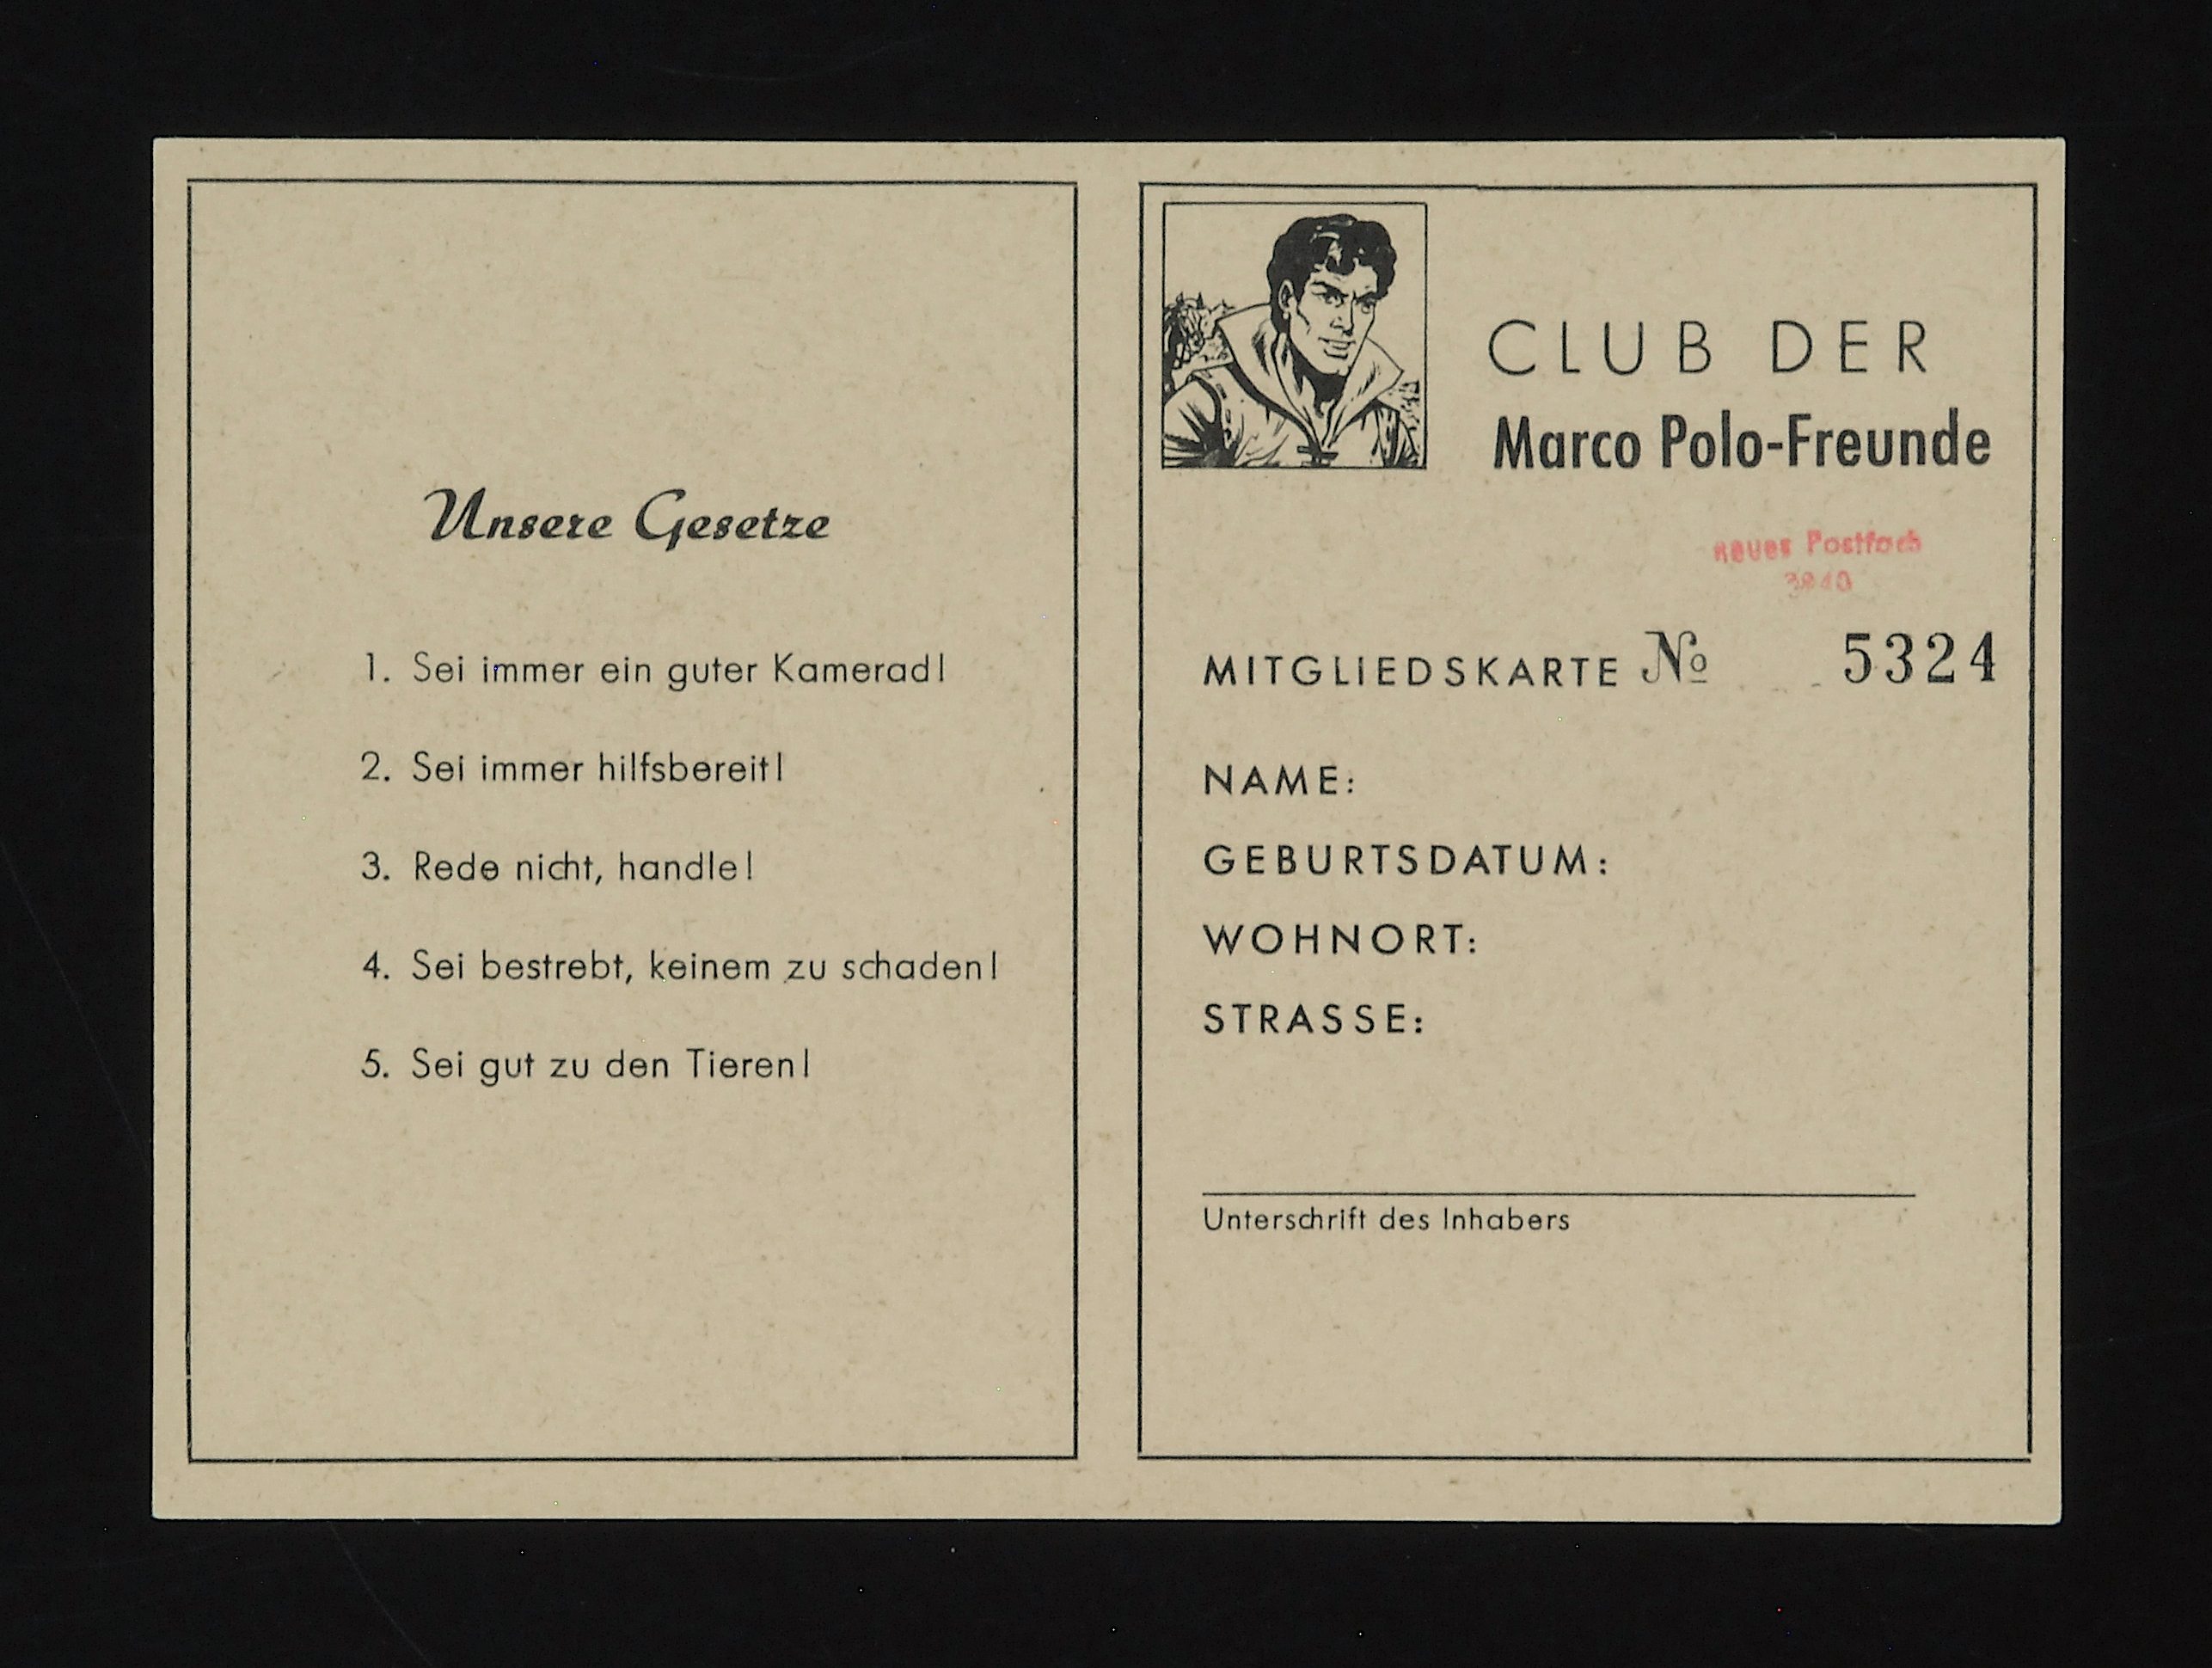 Unsere Gesetze
1. Sei immer ein guter Kamerad!
2. Sei immer hilfsbereit!
3. Rede nicht, handle!
4. Sei bestrebt, keinem zu schaden!
5. Sei gut zu den Tieren!
CLUB DER
Marco Polo-Freunde
neues Postfach
MITGLIEDSKARTE No 5324
NAME:
GEBURTSDATUM:
WOHNORT:
STRASSE:
Unterschrift des Inhabers